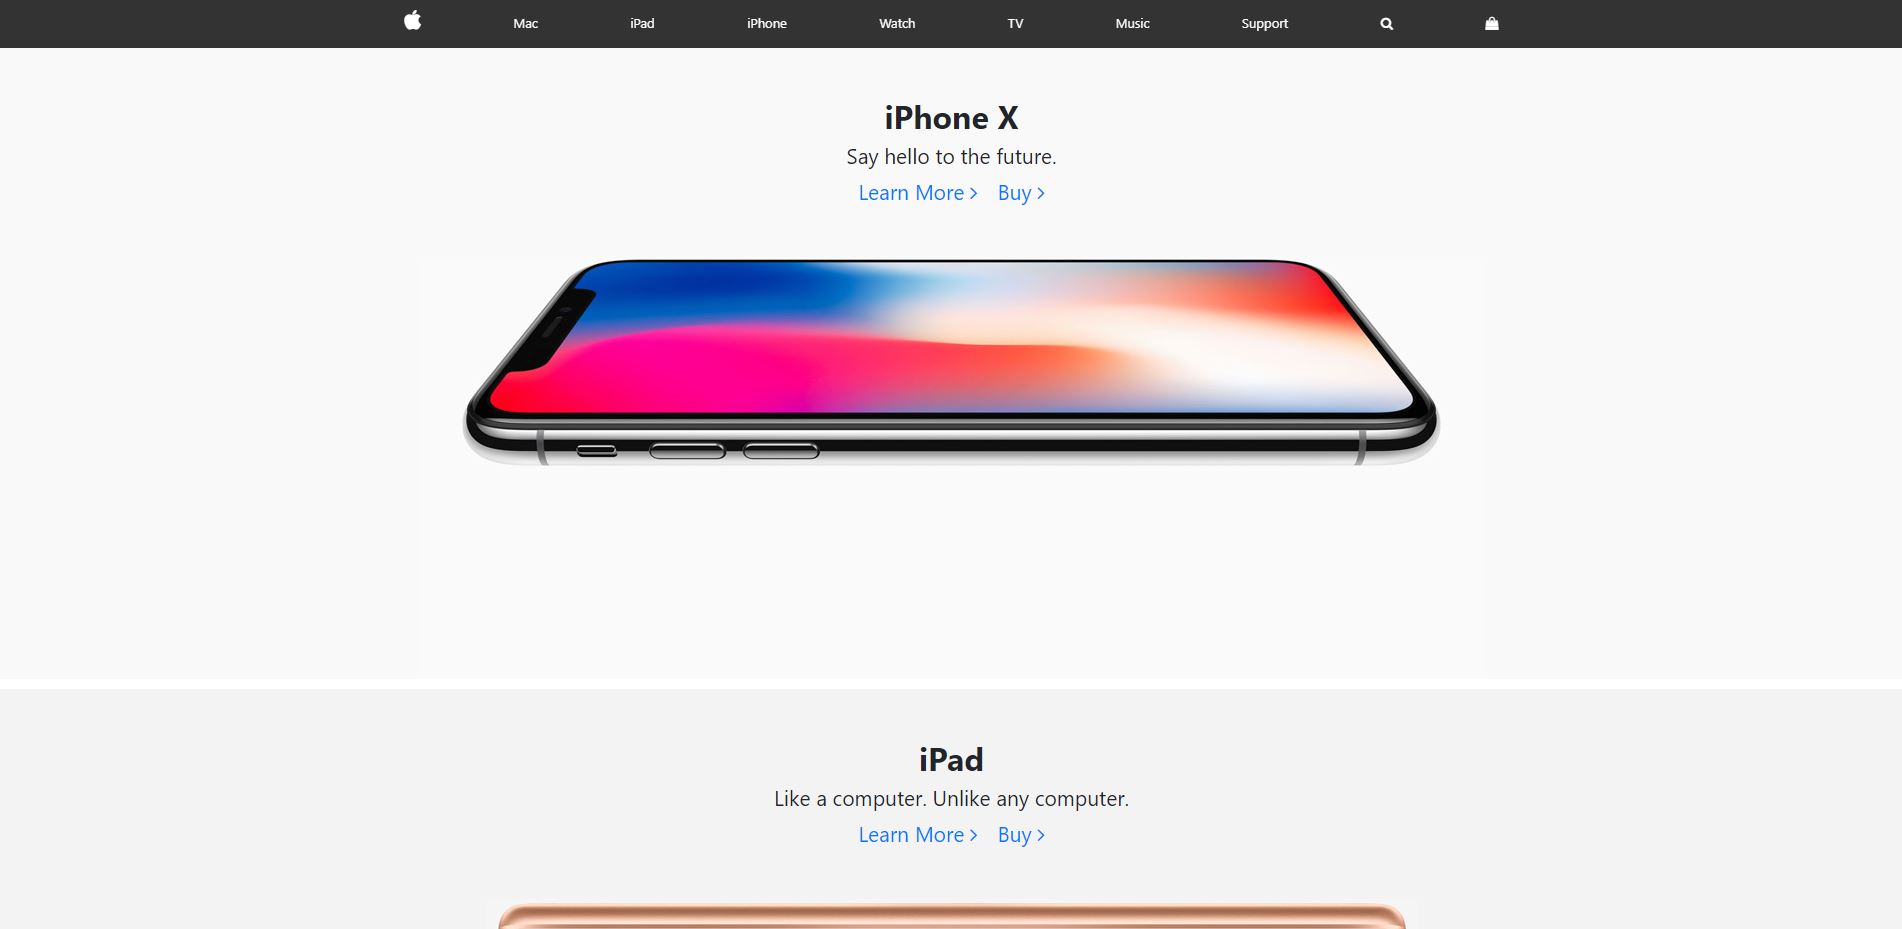 Mac iPad iPhone Watch TV Music Support
iPhone X
Say hello to the future.
Learn More > Buy >
iPad
Like a computer. Unlike any computer.
Learn More > Buy >